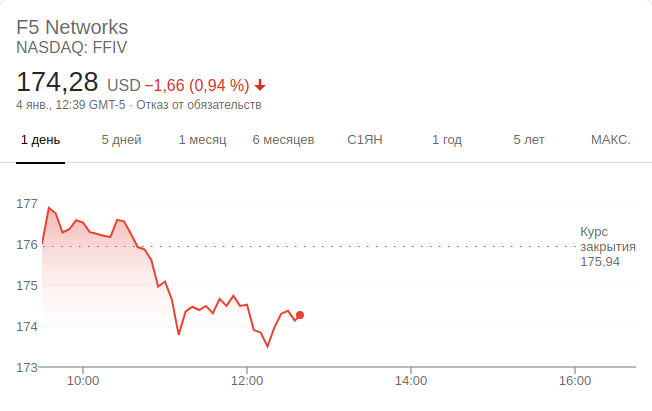 F5 Networks
NASDAQ: FFIV
174,28 USD −1,66 (0,94 %)
4 янв., 12:39 GMT-5 · Отказ от обязательств
1 день 5 дней 1 месяц 6 месяцев С1ЯН 1 год 5 лет МАКС.
177
176
175
174
173
Курс
закрытия
175,94
10:00 12:00 14:00 16:00